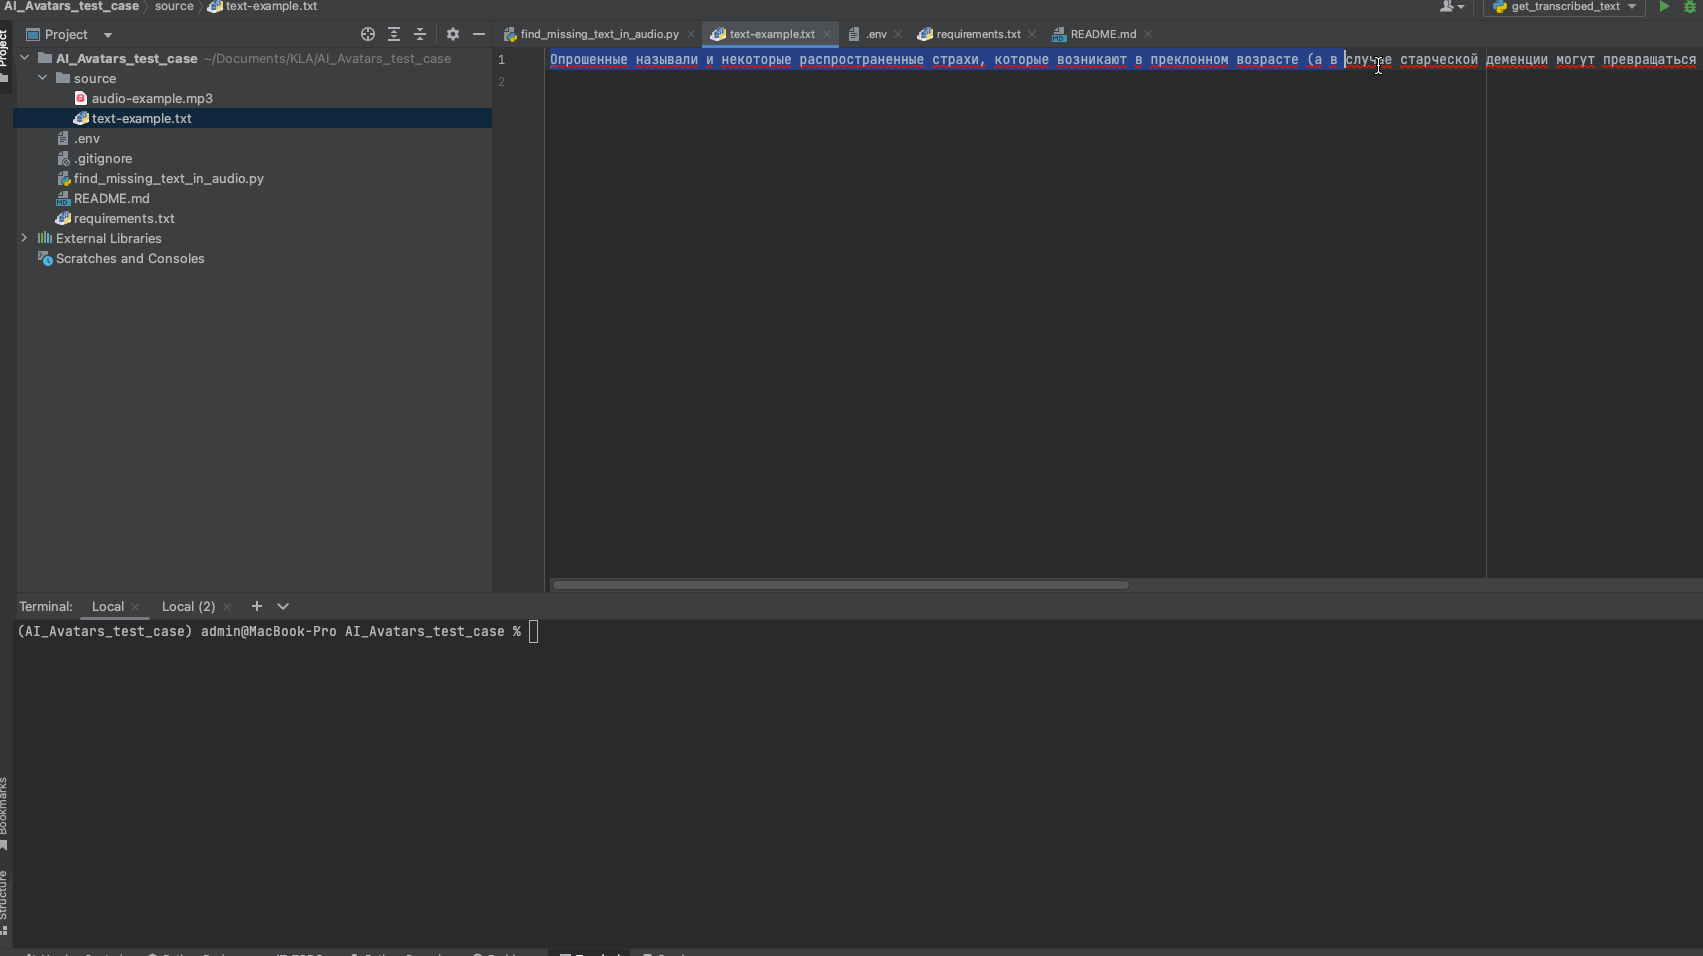 AI_Avatars_test_case source text-example.txt
get_transcribed_text
Project
Project
find_missing_text_in_audio.py text-example.txt .env requirements.txt README.md
AI_Avatars_test_case ~/Documents/KLA/AI_Avatars_test_case
source
audio-example.mp3
text-example.txt
.env
.gitignore
find_missing_text_in_audio.py
README.md
requirements.txt
External Libraries
Scratches and Consoles
1 Опрошенные называли и некоторые распространенные страхи, которые возникают в преклонном возрасте (а в случае старческой деменции могут превращаться
2
Terminal: Local Local (2)
(AI_Avatars_test_case) admin@MacBook-Pro AI_Avatars_test_case %
Bookmarks
Structure